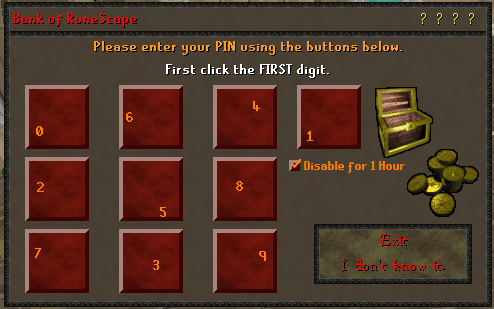 Bank of RuneScape
? ? ? ?
Please enter your PIN using the buttons below.
First click the FIRST digit.
0 6 4 1
Disable for 1 Hour
2 5 8
7 3 9
Exit
I don't know it.